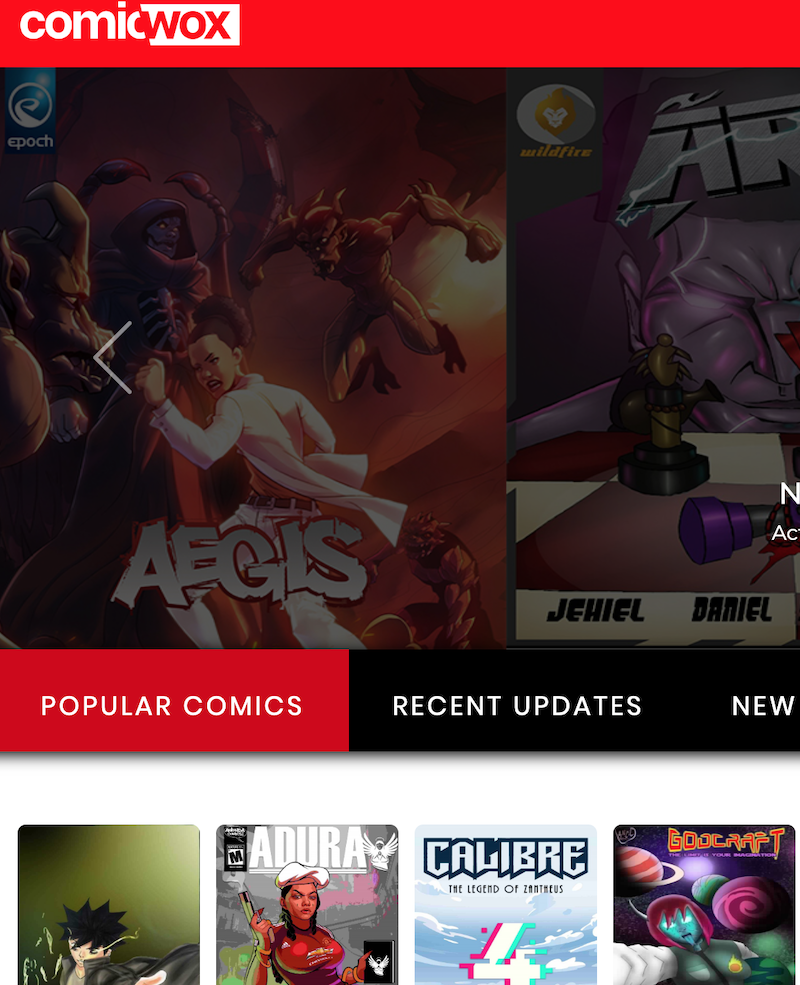 comicwox
epoch
wildfire
AEGIS
JEHIEL DANIEL
POPULAR COMICS
RECENT UPDATES
NEW
ADURA
M
CALIBRE
THE LEGEND OF ZANTHEUS
4
GODCRAFT
THE LIMIT IS YOUR IMAGINATION